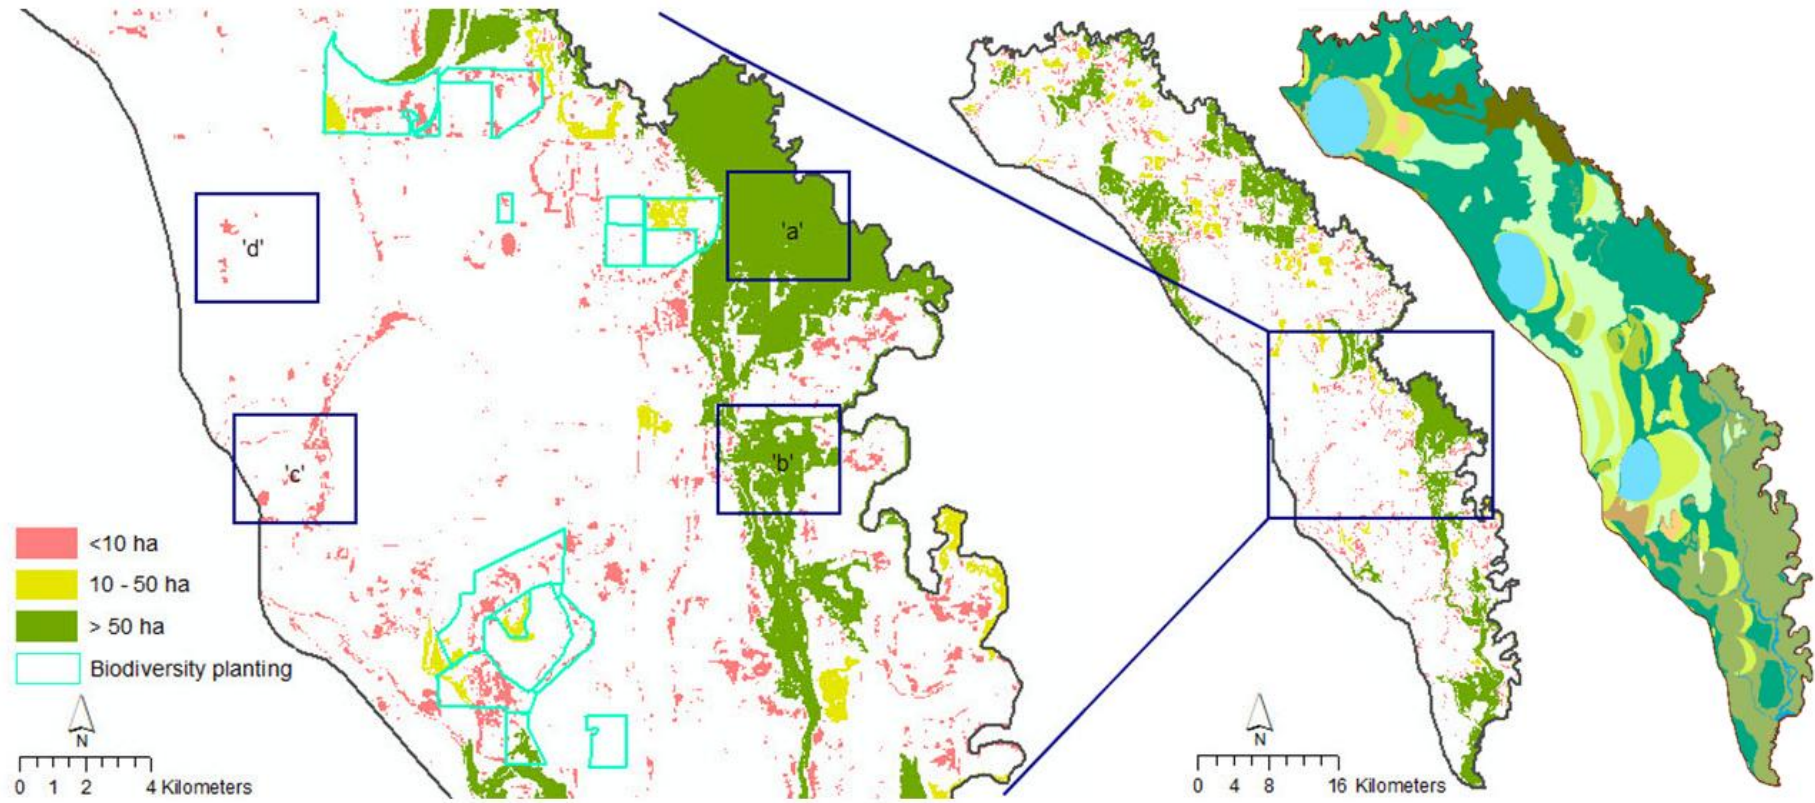 'a'
'd'
'b'
'c'
<10 ha
10 - 50 ha
> 50 ha
Biodiversity planting
N
0 1 2 4 Kilometers
N
0 4 8 16 Kilometers